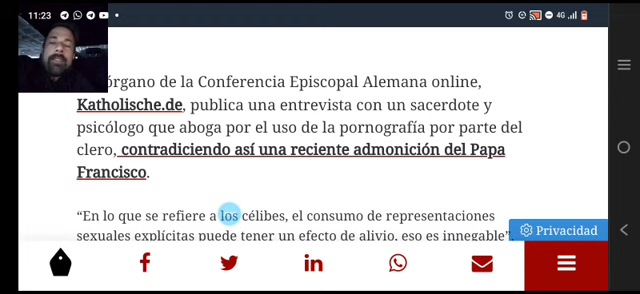 11:23
4G
órgano de la Conferencia Episcopal Alemana online,
Katholische.de, publica una entrevista con un sacerdote y
psicólogo que aboga por el uso de la pornografía por parte del
clero, contradiciendo así una reciente admonición del Papa
Francisco.
“En lo que se refiere a los célibes, el consumo de representaciones
sexuales explícitas puede tener un efecto de alivio, eso es innegable”,
Privacidad